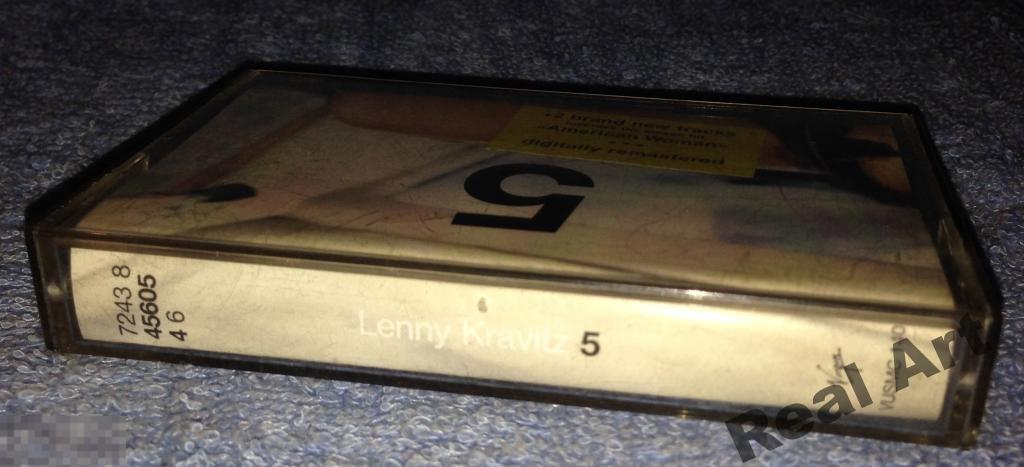 +2 brand new tracks
«American Woman»
digitally remastered
5
7243 8
45605
4 6
Lenny Kravitz 5
Virgin
Real Art